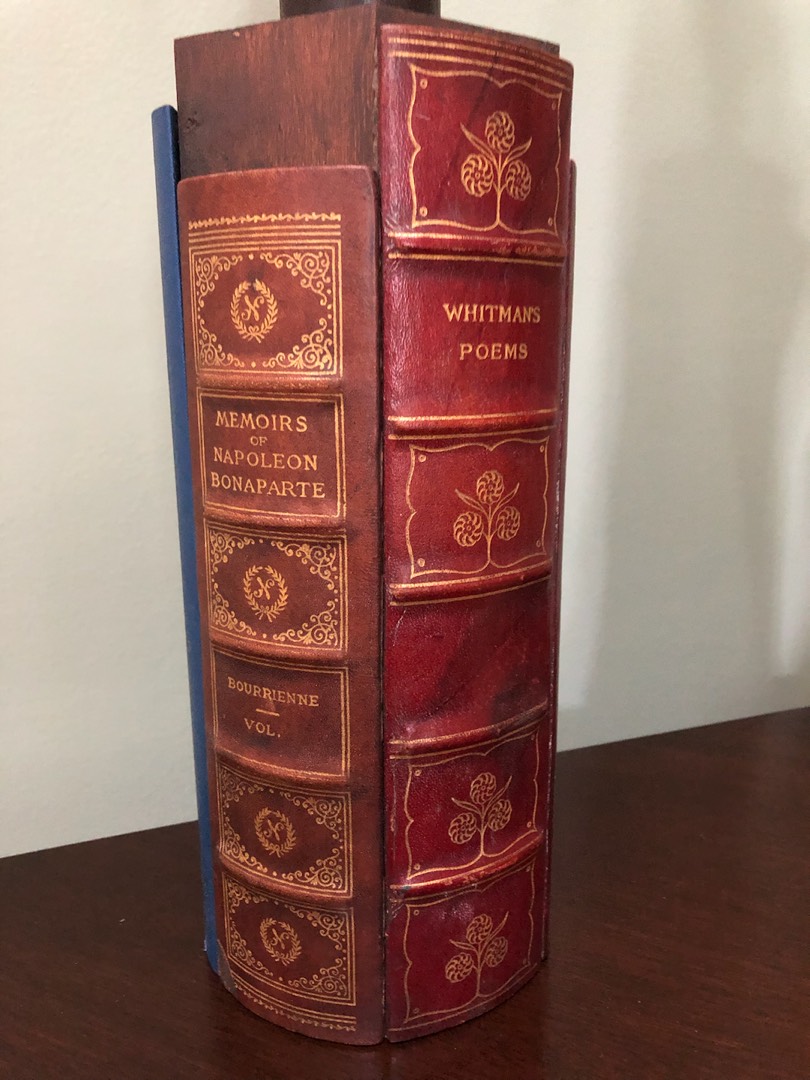 N
MEMOIRS
OF
NAPOLEON
BONAPARTE
N
BOURRIENNE
VOL.
N
N
WHITMAN'S
POEMS